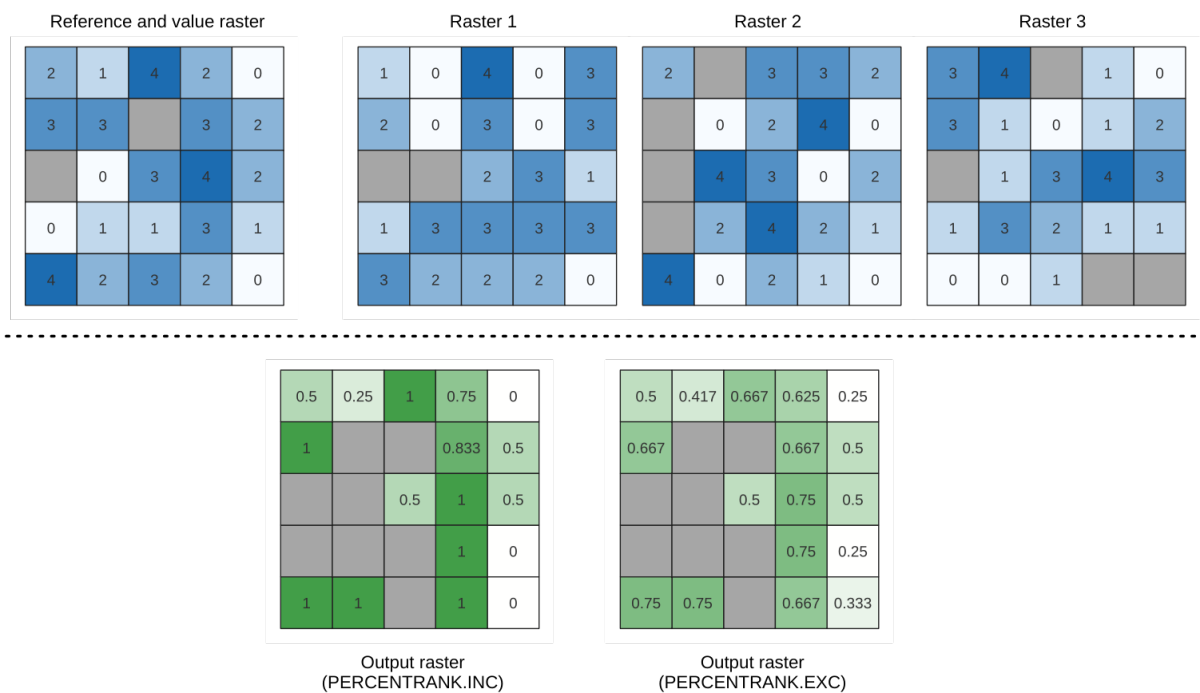 Reference and value raster
Raster 1
Raster 2
Raster 3
2 1 4 2 0
1 0 4 0 3
2 3 3 2
3 4 1 0
3 3 3 2
2 0 3 0 3
0 2 4 0
3 1 0 1 2
0 3 4 2
2 3 1
4 3 0 2
1 3 4 3
0 1 1 3 1
1 3 3 3 3
2 4 2 1
1 3 2 1 1
4 2 3 2 0
3 2 2 2 0
4 0 2 1 0
0 0 1
0.5 0.25 1 0.75 0
0.5 0.417 0.667 0.625 0.25
1 0.833 0.5
0.667 0.667 0.5
0.5 1 0.5
0.5 0.75 0.5
1 0
0.75 0.25
1 1 1 0
0.75 0.75 0.667 0.333
Output raster
(PERCENTRANK.INC)
Output raster
(PERCENTRANK.EXC)